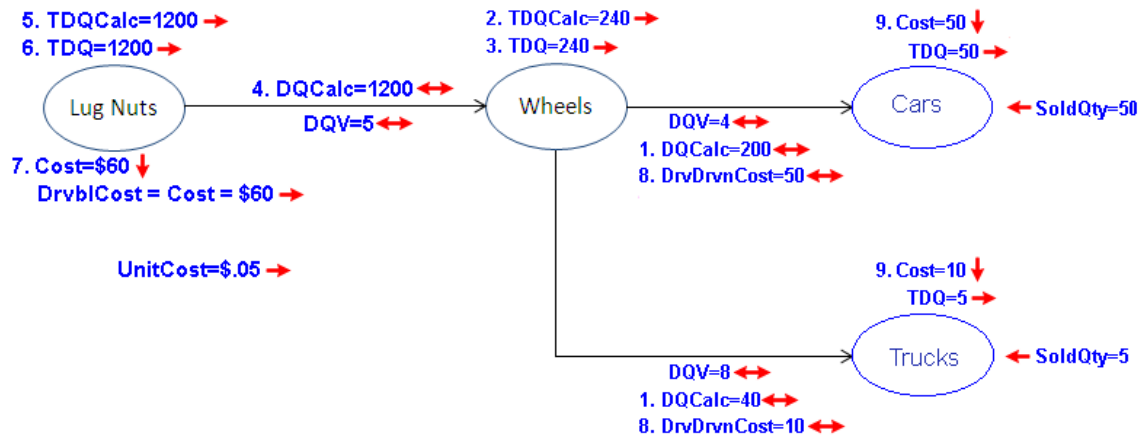 5. TDQCalc=1200
6. TDQ=1200
Lug Nuts
7. Cost=$60
DrvblCost = Cost = $60
UnitCost=$.05
4. DQCalc=1200
DQV=5
2. TDQCalc=240
3. TDQ=240
Wheels
DQV=4
1. DQCalc=200
8. DrvDrvnCost=50
9. Cost=50
TDQ=50
Cars
SoldQty=50
9. Cost=10
TDQ=5
Trucks
SoldQty=5
DQV=8
1. DQCalc=40
8. DrvDrvnCost=10